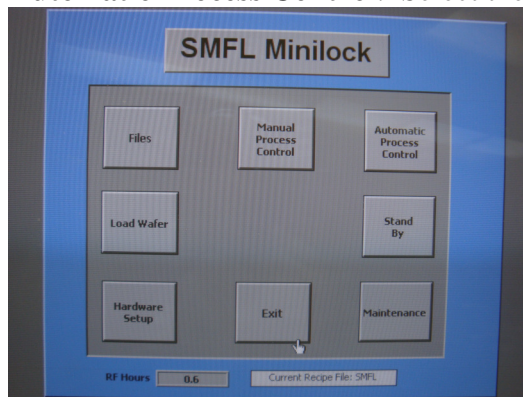 SMFL Minilock
Files
Manual
Process
Control
Automatic
Process
Control
Load Wafer
Stand
By
Hardware
Setup
Exit
Maintenance
RF Hours 0.6
Current Recipe File: SMFL